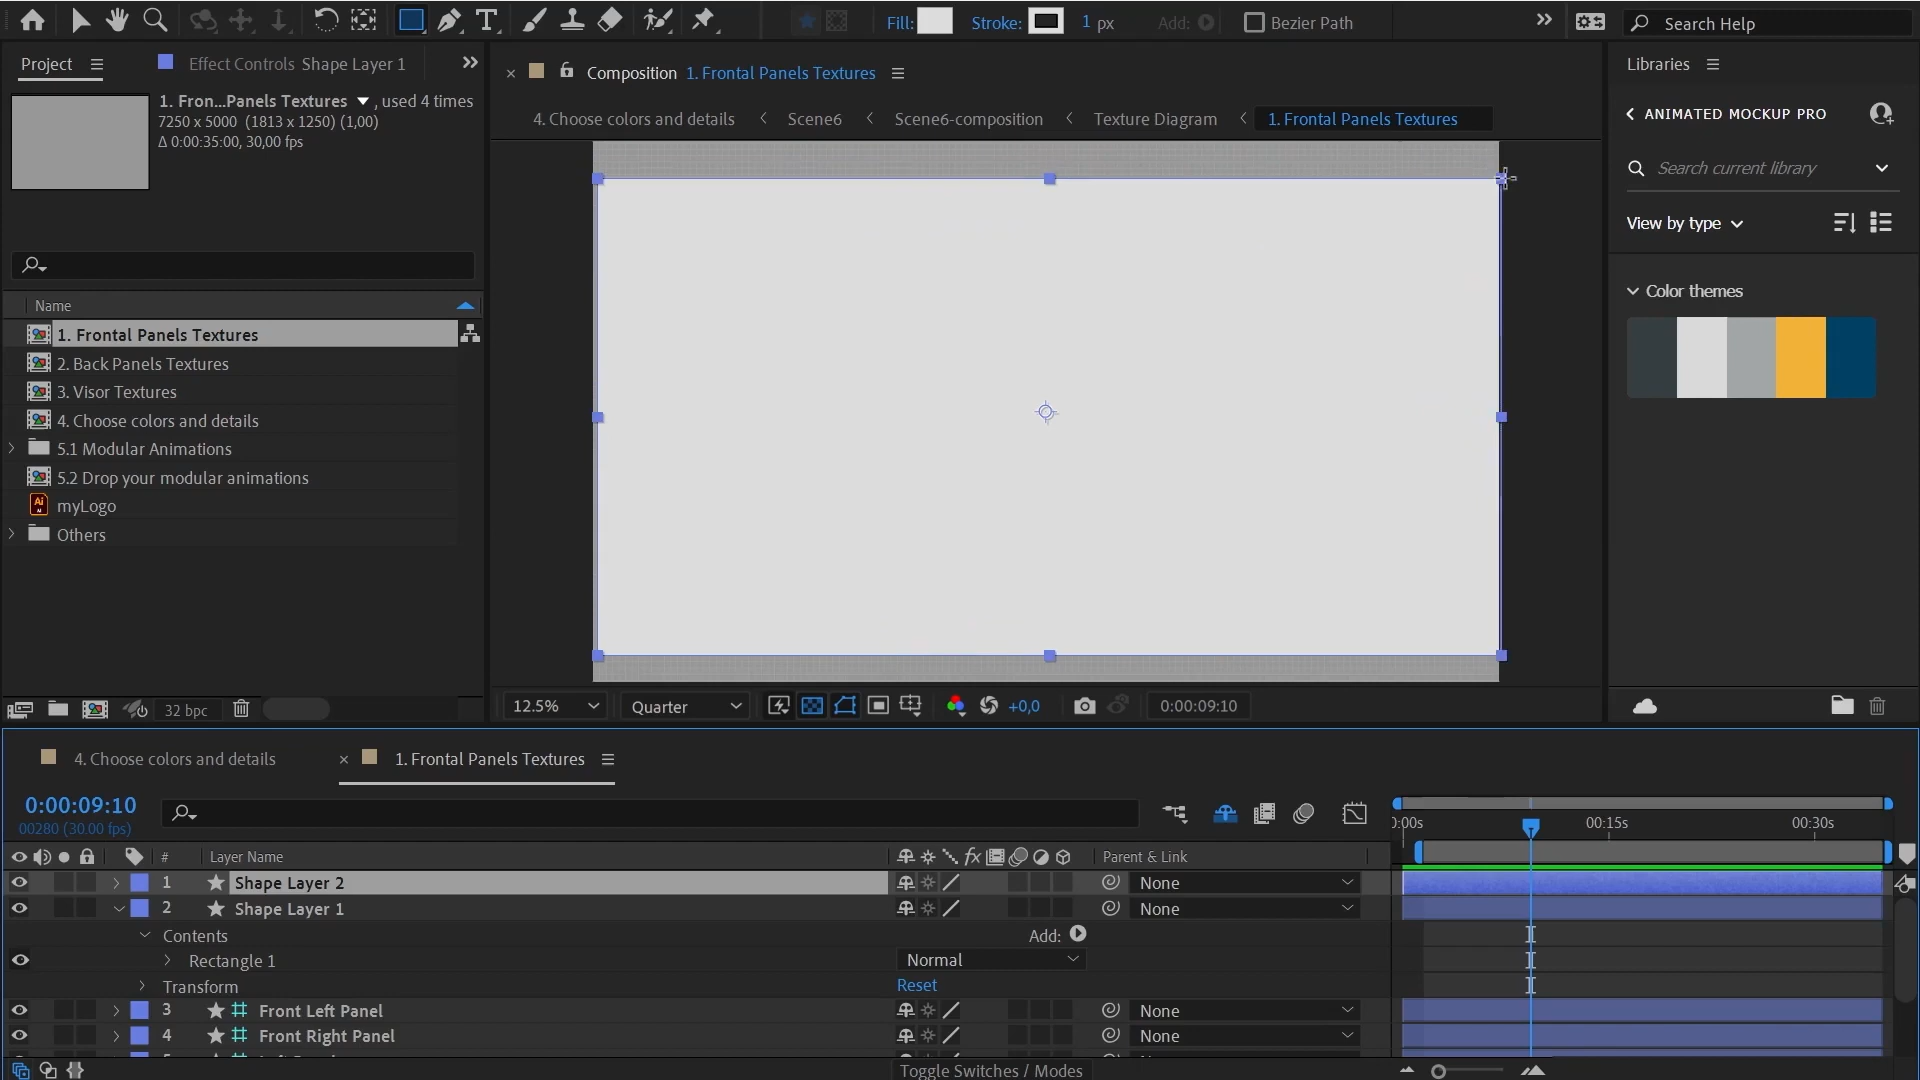 Fill:
Stroke:
1 px
Add:
Bezier Path
Search Help
Project
Effect Controls Shape Layer 1
1. Fron...Panels Textures ▼, used 4 times
7250 x 5000 (1813 x 1250) (1,00)
Δ 0:00:35:00, 30,00 fps
Composition 1. Frontal Panels Textures
4. Choose colors and details
Scene6
Scene6-composition
Texture Diagram
1. Frontal Panels Textures
Libraries
ANIMATED MOCKUP PRO
Search current library
View by type
Color themes
Name
1. Frontal Panels Textures
2. Back Panels Textures
3. Visor Textures
4. Choose colors and details
5.1 Modular Animations
5.2 Drop your modular animations
Ai
myLogo
Others
32 bpc
12.5%
Quarter
+0,0
0:00:09:10
4. Choose colors and details
1. Frontal Panels Textures
0:00:09:10
00280 (30.00 fps)
0:00s
00:15s
00:30s
#
Layer Name
fx
Parent & Link
1 Shape Layer 2 None
2 Shape Layer 1 None
Contents Add:
Rectangle 1 Normal
Transform Reset
3 Front Left Panel None
4 Front Right Panel None
Toggle Switches / Modes